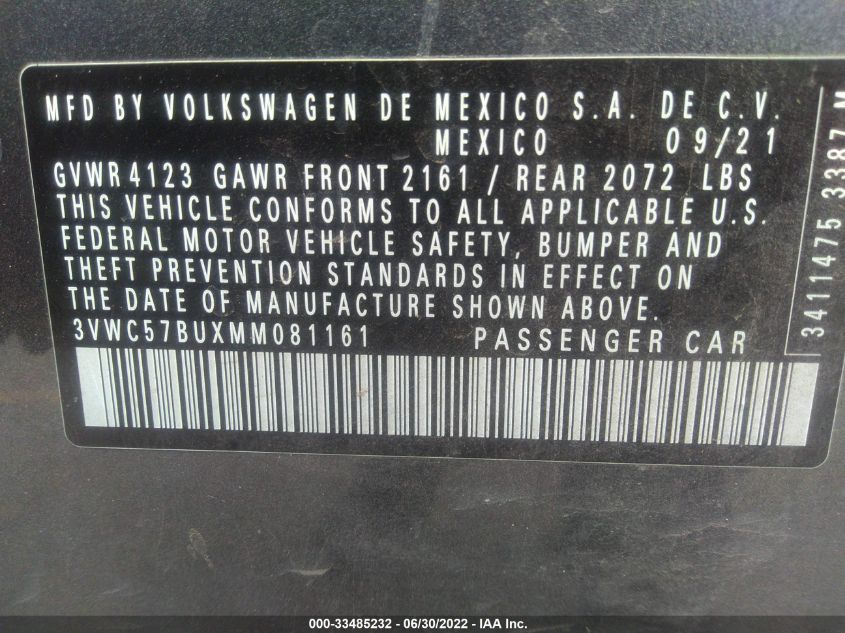 MFD BY VOLKSWAGEN DE MEXICO S.A. DE C.V.
MEXICO 09/21
GVWR 4123 GAWR FRONT 2161 / REAR 2072 LBS
THIS VEHICLE CONFORMS TO ALL APPLICABLE U.S.
FEDERAL MOTOR VEHICLE SAFETY, BUMPER AND
THEFT PREVENTION STANDARDS IN EFFECT ON
THE DATE OF MANUFACTURE SHOWN ABOVE.
3VWC57BUXMM081161 PASSENGER CAR
3411475 3387 M
000-33485232 - 06/30/2022 - IAA Inc.